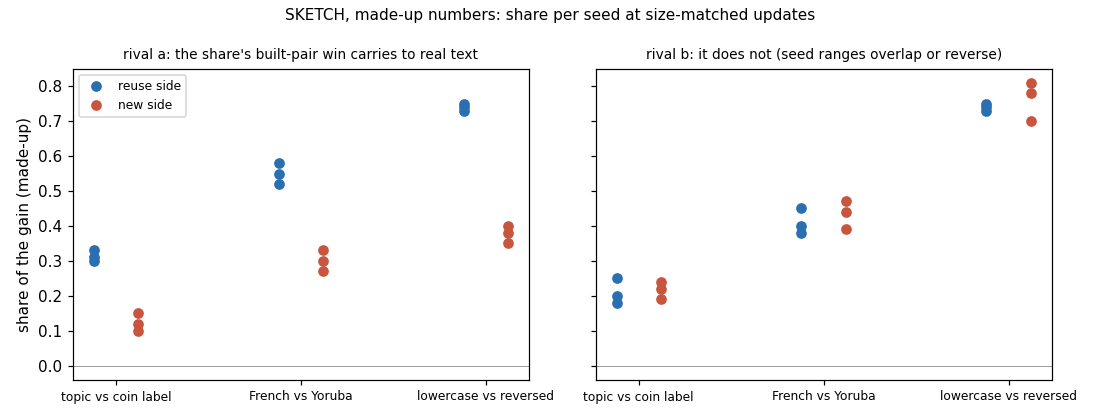 SKETCH, made-up numbers: share per seed at size-matched updates
rival a: the share's built-pair win carries to real text
rival b: it does not (seed ranges overlap or reverse)
reuse side
new side
share of the gain (made-up)
0.8
0.7
0.6
0.5
0.4
0.3
0.2
0.1
0.0
topic vs coin label
French vs Yoruba
lowercase vs reversed
topic vs coin label
French vs Yoruba
lowercase vs reversed